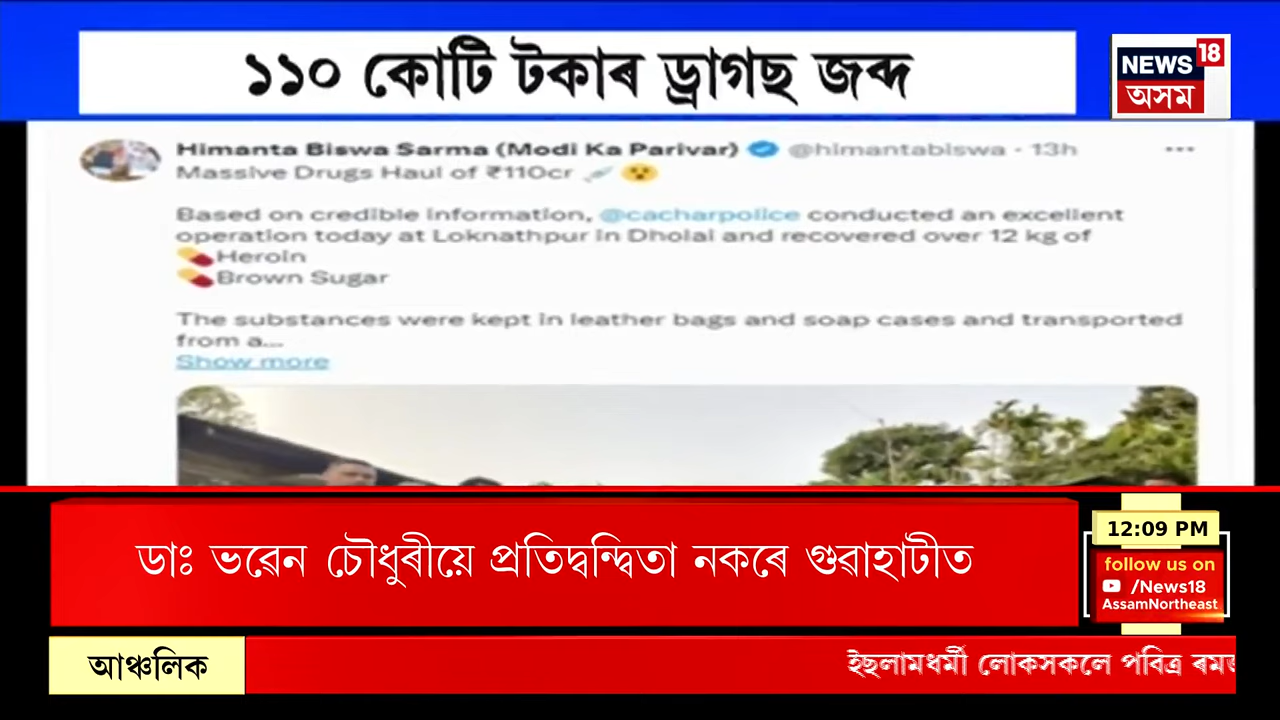 ১১০ কোটি টকাৰ ড্ৰাগছ জব্দ
NEWS 18
অসম
Himanta Biswa Sarma (Modi Ka Parivar) @himantabiswa · 13h
Massive Drugs Haul of ₹110cr
Based on credible information, @cacharpolice conducted an excellent
operation today at Loknathpur in Dholai and recovered over 12 kg of
Heroin
Brown Sugar
The substances were kept in leather bags and soap cases and transported
from a...
Show more
ডাঃ ভৱেন চৌধুৰীয়ে প্ৰতিদ্বন্দ্বিতা নকৰে গুৱাহাটীত
12:09 PM
follow us on
/News18
AssamNortheast
আঞ্চলিক
ইছলামধৰ্মী লোকসকলে পবিত্ৰ